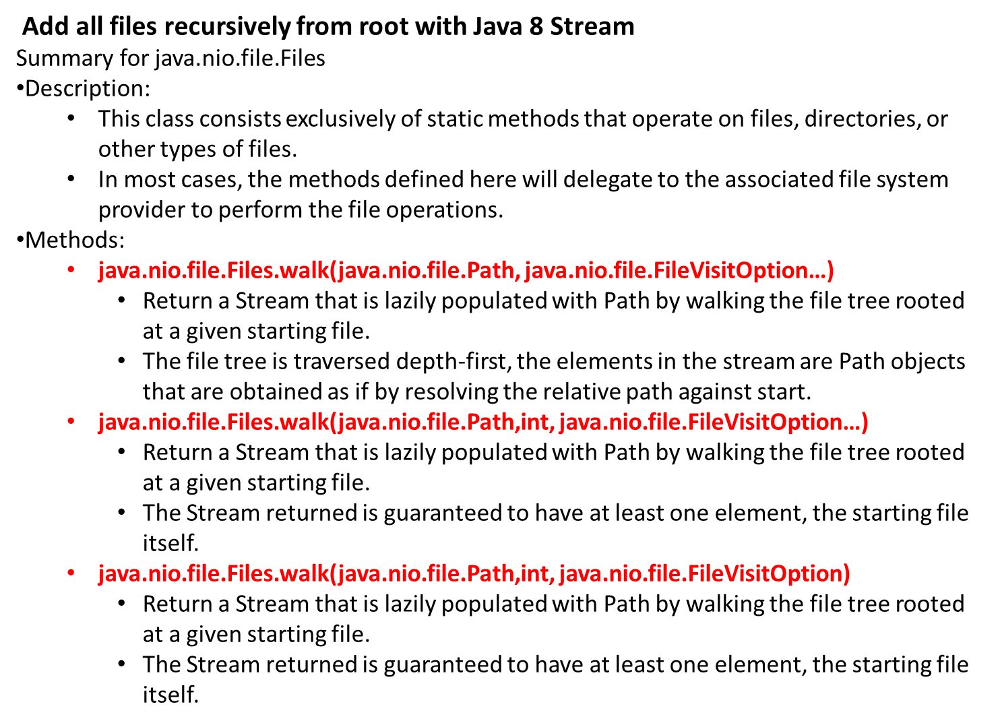 Add all files recursively from root with Java 8 Stream
Summary for java.nio.file.Files
•Description:
• This class consists exclusively of static methods that operate on files, directories, or
other types of files.
• In most cases, the methods defined here will delegate to the associated file system
provider to perform the file operations.
•Methods:
• java.nio.file.Files.walk(java.nio.file.Path, java.nio.file.FileVisitOption...)
• Return a Stream that is lazily populated with Path by walking the file tree rooted
at a given starting file.
• The file tree is traversed depth-first, the elements in the stream are Path objects
that are obtained as if by resolving the relative path against start.
• java.nio.file.Files.walk(java.nio.file.Path,int, java.nio.file.FileVisitOption...)
• Return a Stream that is lazily populated with Path by walking the file tree rooted
at a given starting file.
• The Stream returned is guaranteed to have at least one element, the starting file
itself.
• java.nio.file.Files.walk(java.nio.file.Path,int, java.nio.file.FileVisitOption)
• Return a Stream that is lazily populated with Path by walking the file tree rooted
at a given starting file.
• The Stream returned is guaranteed to have at least one element, the starting file
itself.